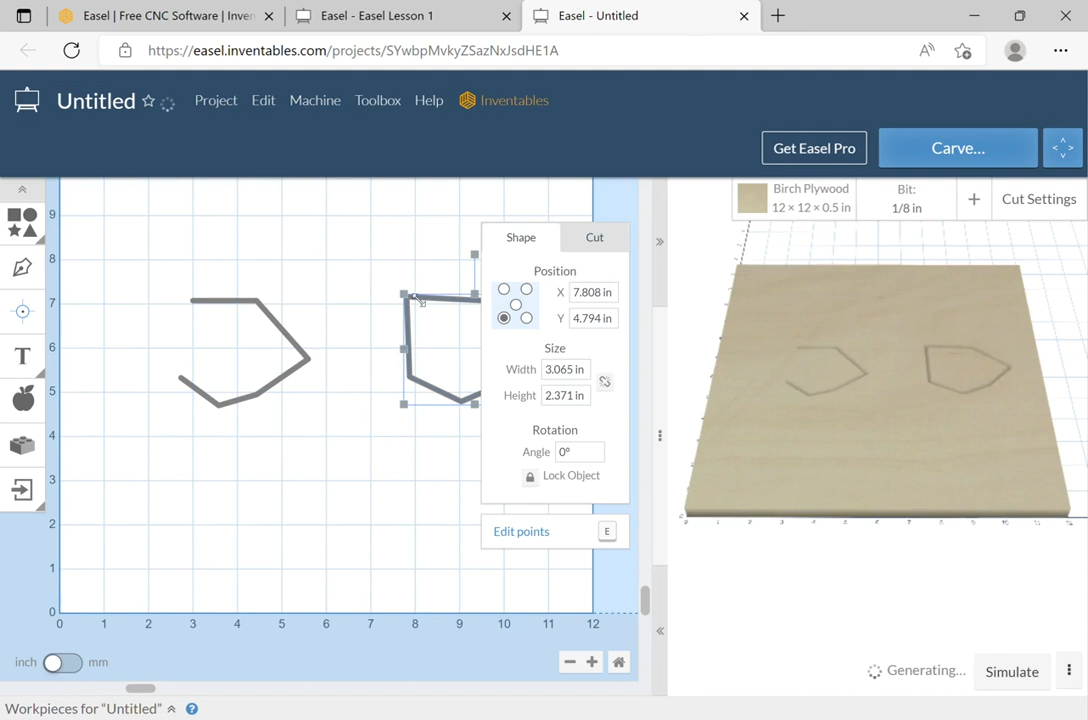 Easel | Free CNC Software | Inven
Easel - Easel Lesson 1
Easel - Untitled
https://easel.inventables.com/projects/SYwbpMvkyZSazNxJsdHE1A
Untitled
Project
Edit
Machine
Toolbox
Help
Inventables
Get Easel Pro
Carve...
Birch Plywood
12 × 12 × 0.5 in
Bit:
1/8 in
Cut Settings
Shape
Cut
Position
X 7.808 in
Y 4.794 in
Size
Width 3.065 in
Height 2.371 in
Rotation
Angle 0°
Lock Object
Edit points
E
T
9
8
7
6
5
4
3
2
1
0
0 1 2 3 4 5 6 7 8 9 10 11 12
inch
mm
Generating...
Simulate
Workpieces for “Untitled”